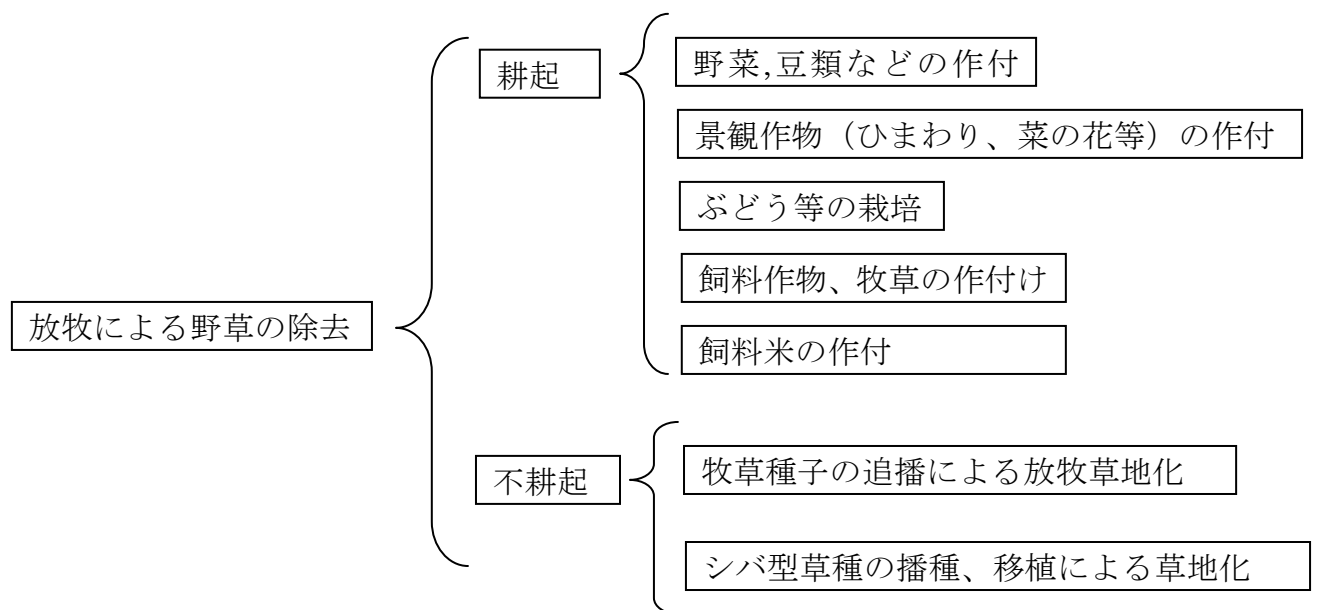 耕起
野菜,豆類などの作付
景観作物（ひまわり、菜の花等）の作付
ぶどう等の栽培
飼料作物、牧草の作付け
放牧による野草の除去
飼料米の作付
不耕起
牧草種子の追播による放牧草地化
シバ型草種の播種、移植による草地化